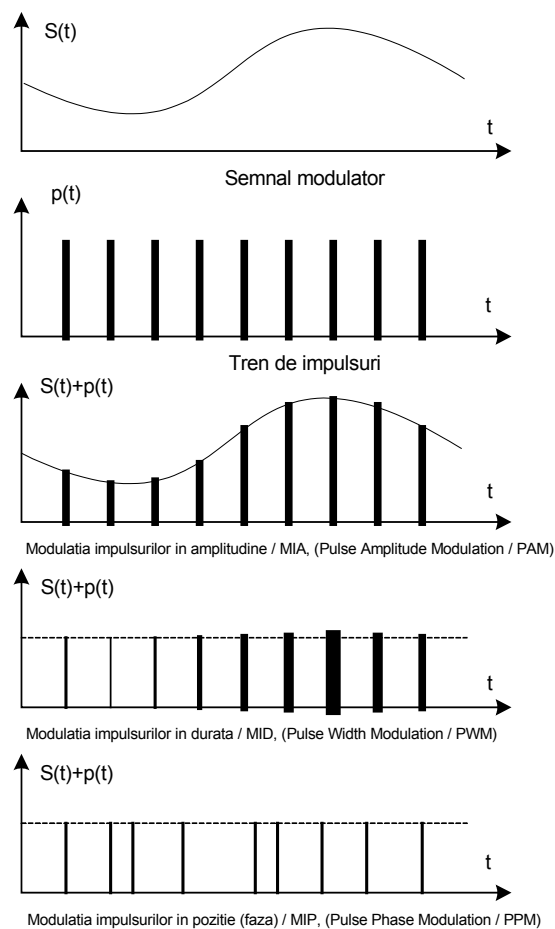 S(t)
t
Semnal modulator
p(t)
t
Tren de impulsuri
S(t)+p(t)
t
Modulatia impulsurilor in amplitudine / MIA, (Pulse Amplitude Modulation / PAM)
S(t)+p(t)
t
Modulatia impulsurilor in durata / MID, (Pulse Width Modulation / PWM)
S(t)+p(t)
t
Modulatia impulsurilor in pozitie (faza) / MIP, (Pulse Phase Modulation / PPM)